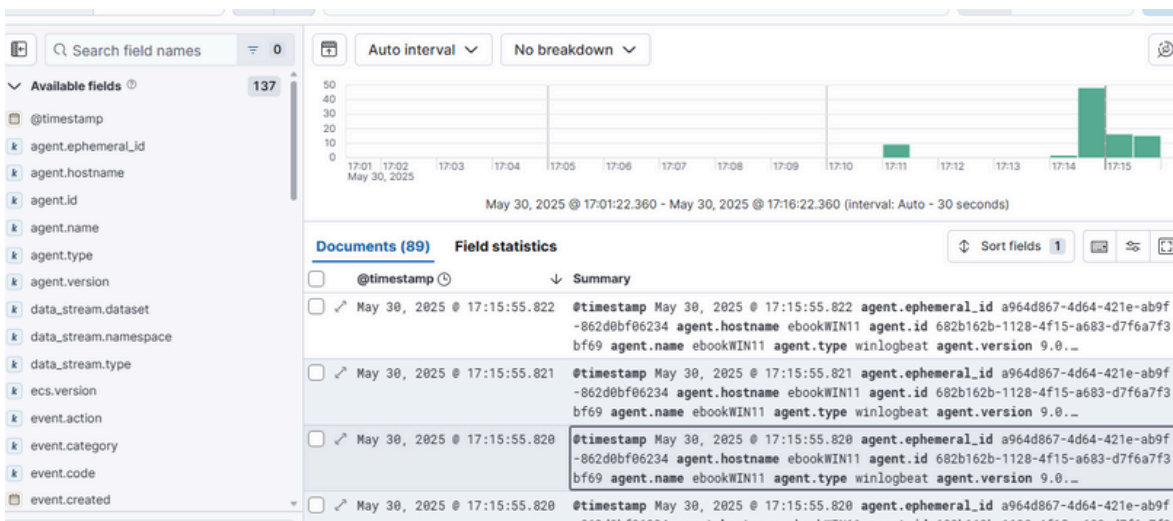 Search field names
0
Available fields
137
@timestamp
agent.ephemeral_id
agent.hostname
agent.id
agent.name
agent.type
agent.version
data_stream.dataset
data_stream.namespace
data_stream.type
ecs.version
event.action
event.category
event.code
event.created
Auto interval
No breakdown
50
40
30
20
10
0
17:01 17:02 17:03 17:04 17:05 17:06 17:07 17:08 17:09 17:10 17:11 17:12 17:13 17:14 17:15
May 30, 2025
May 30, 2025 @ 17:01:22.360 - May 30, 2025 @ 17:16:22.360 (interval: Auto - 30 seconds)
Documents (89) Field statistics
Sort fields 1
@timestamp Summary
May 30, 2025 @ 17:15:55.822
@timestamp May 30, 2025 @ 17:15:55.822 agent.ephemeral_id a964d867-4d64-421e-ab9f
-862d0bf06234 agent.hostname ebookWIN11 agent.id 682b162b-1128-4f15-a683-d7f6a7f3
bf69 agent.name ebookWIN11 agent.type winlogbeat agent.version 9.0.…
May 30, 2025 @ 17:15:55.821
@timestamp May 30, 2025 @ 17:15:55.821 agent.ephemeral_id a964d867-4d64-421e-ab9f
-862d0bf06234 agent.hostname ebookWIN11 agent.id 682b162b-1128-4f15-a683-d7f6a7f3
bf69 agent.name ebookWIN11 agent.type winlogbeat agent.version 9.0.…
May 30, 2025 @ 17:15:55.820
@timestamp May 30, 2025 @ 17:15:55.820 agent.ephemeral_id a964d867-4d64-421e-ab9f
-862d0bf06234 agent.hostname ebookWIN11 agent.id 682b162b-1128-4f15-a683-d7f6a7f3
bf69 agent.name ebookWIN11 agent.type winlogbeat agent.version 9.0.…
May 30, 2025 @ 17:15:55.820
@timestamp May 30, 2025 @ 17:15:55.820 agent.ephemeral_id a964d867-4d64-421e-ab9f